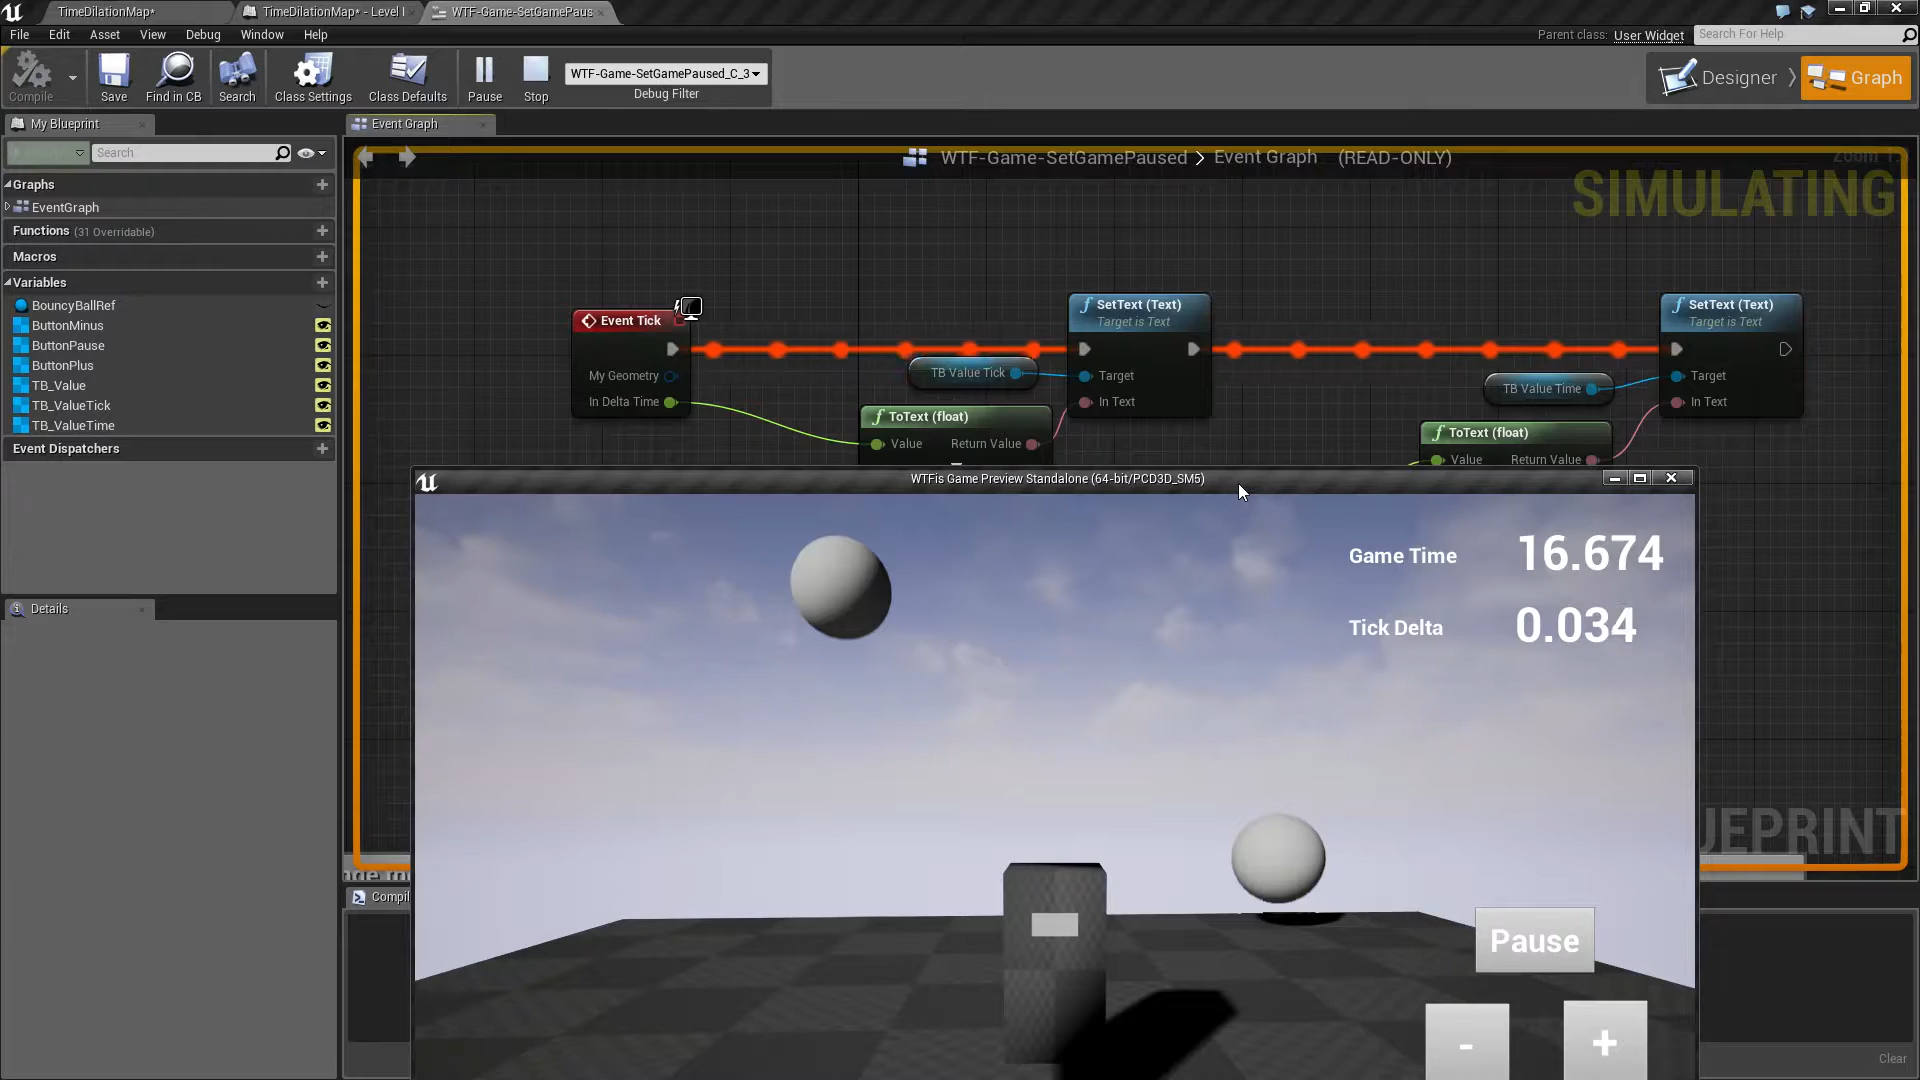 TimeDilationMap*
TimeDilationMap* - Level
WTF-Game-SetGamePaus
File Edit Asset View Debug Window Help
Parent class: User Widget
Search For Help
Compile
Save
Find in CB
Search
Class Settings
Class Defaults
Pause
Stop
WTF-Game-SetGamePaused_C_3
Debug Filter
Designer
Graph
My Blueprint
Event Graph
Search
WTF-Game-SetGamePaused > Event Graph (READ-ONLY)
SIMULATING
Graphs
EventGraph
Functions (31 Overridable)
Macros
Variables
BouncyBallRef
ButtonMinus
ButtonPause
ButtonPlus
TB_Value
TB_ValueTick
TB_ValueTime
Event Dispatchers
Details
Event Tick
My Geometry
In Delta Time
TB Value Tick
ToText (float)
Value Return Value
SetText (Text)
Target is Text
Target
In Text
TB Value Time
ToText (float)
Value Return Value
SetText (Text)
Target is Text
Target
In Text
WTFis Game Preview Standalone (64-bit/PCD3D_SM5)
Game Time 16.674
Tick Delta 0.034
Pause
- +
UEPRINT
Compil
Clear